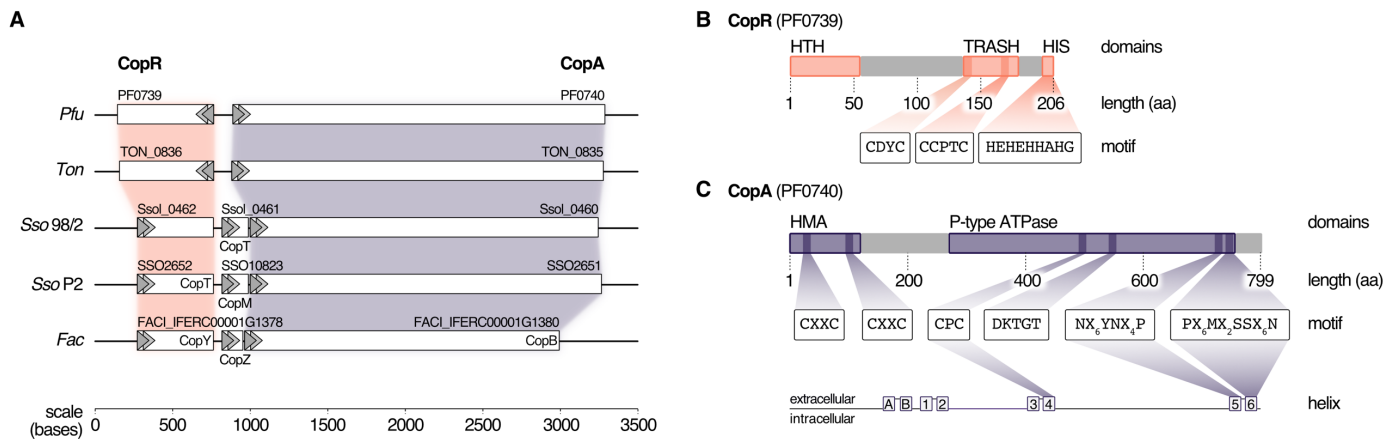 A
CopR
CopA
Pfu
PF0739
PF0740
Ton
TON_0836
TON_0835
Sso 98/2
Ssol_0462
Ssol_0461
Ssol_0460
CopT
Sso P2
SSO2652
SSO10823
SSO2651
CopT
CopM
Fac
FACI_IFERC00001G1378
FACI_IFERC00001G1380
CopY
CopB
CopZ
scale
(bases)
0 500 1000 1500 2000 2500 3000 3500
B CopR (PF0739)
HTH TRASH HIS domains
1 50 100 150 206 length (aa)
CDYC CCPTC HEHEHHAHG motif
C CopA (PF0740)
HMA P-type ATPase domains
1 200 400 600 799 length (aa)
CXXC CXXC CPC DKTGT NX₆YNX₄P PX₆MX₂SSX₆N motif
extracellular
A B 1 2 3 4 5 6 helix
intracellular